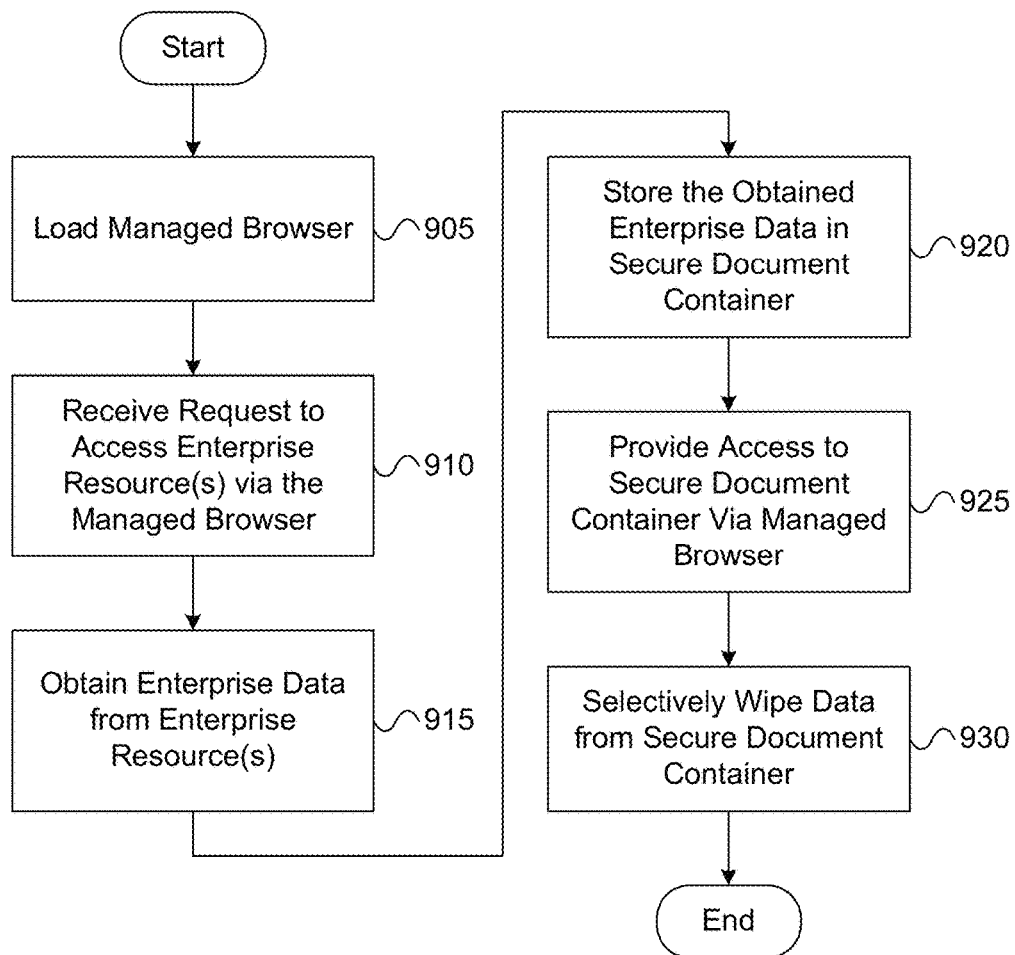 Start
Load Managed Browser
905
Receive Request to
Access Enterprise
Resource(s) via the
Managed Browser
910
Obtain Enterprise Data
from Enterprise
Resource(s)
915
Store the Obtained
Enterprise Data in
Secure Document
Container
920
Provide Access to
Secure Document
Container Via Managed
Browser
925
Selectively Wipe Data
from Secure Document
Container
930
End